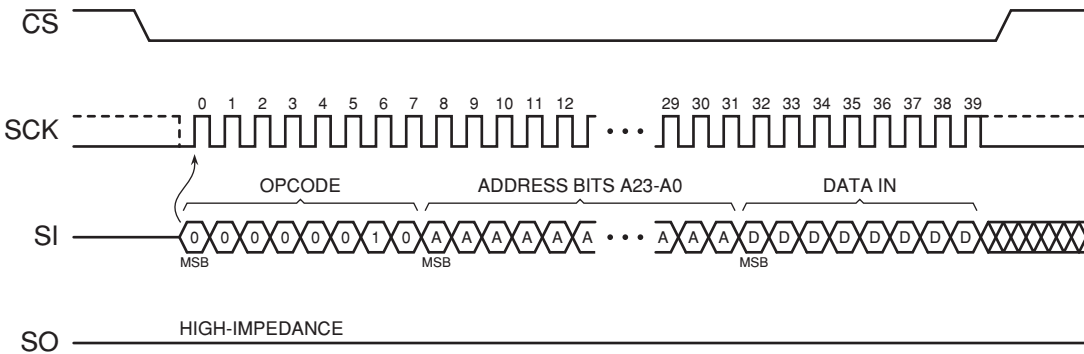 CS
0 1 2 3 4 5 6 7 8 9 10 11 12 29 30 31 32 33 34 35 36 37 38 39
SCK
OPCODE ADDRESS BITS A23-A0 DATA IN
SI 0 0 0 0 0 0 1 0 A A A A A A A A A D D D D D D D D
MSB MSB MSB
HIGH-IMPEDANCE
SO